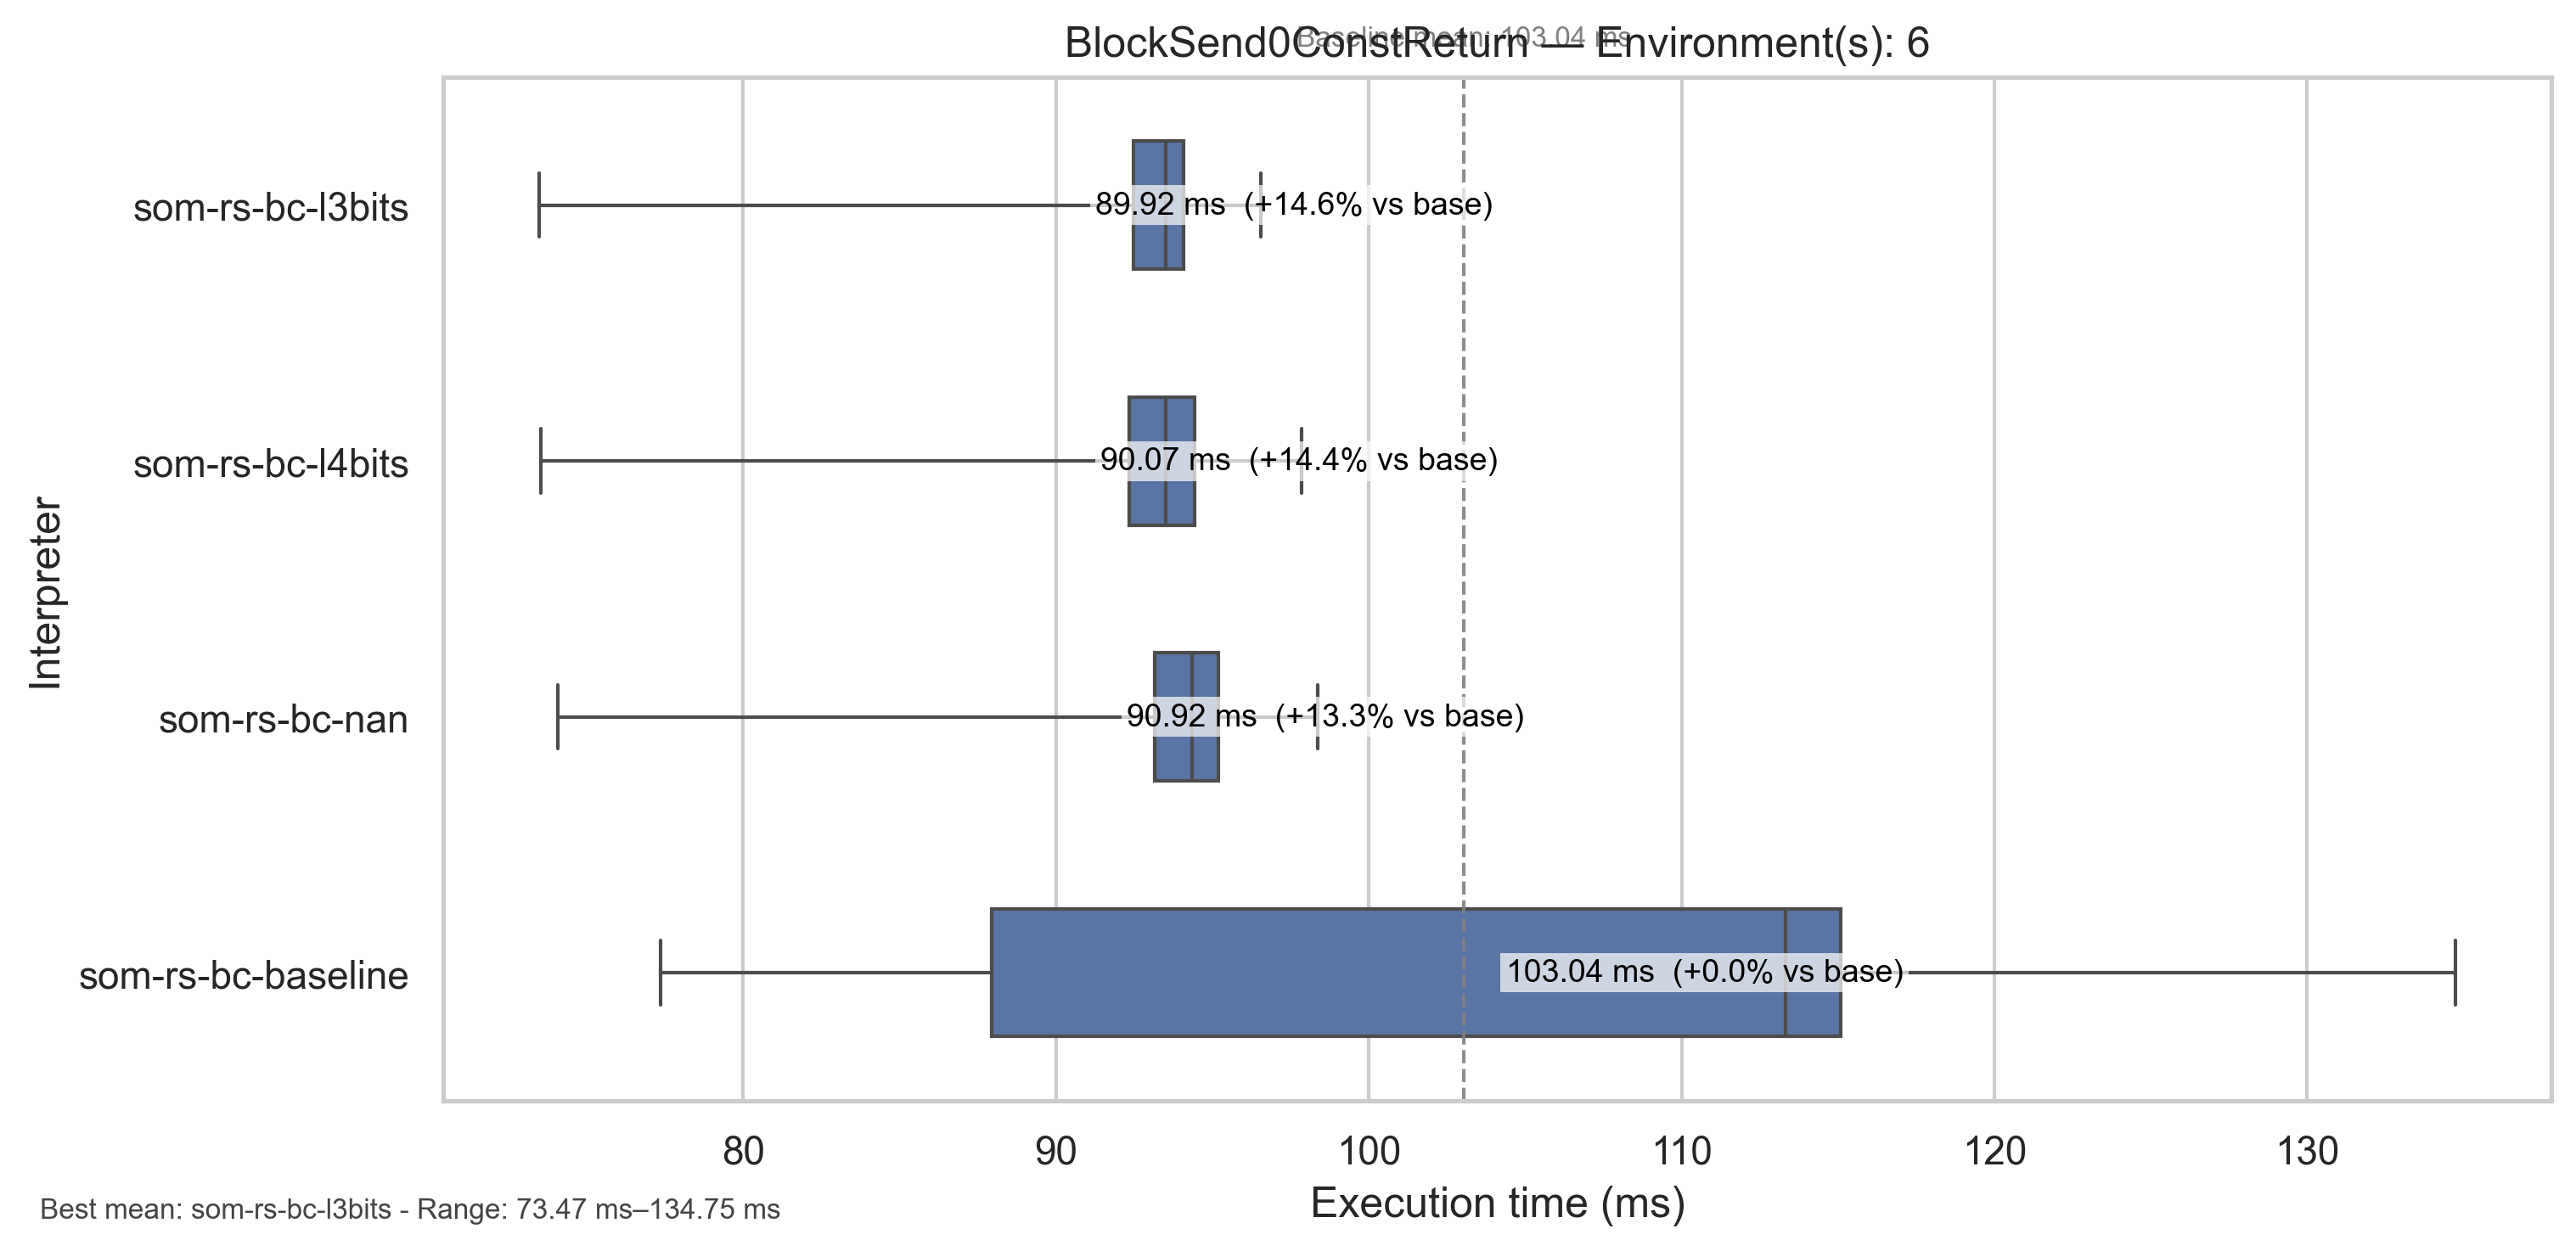 Baseline mean: 103.04 ms
BlockSend0ConstReturn — Environment(s): 6
Interpreter
som-rs-bc-l3bits
89.92 ms (+14.6% vs base)
som-rs-bc-l4bits
90.07 ms (+14.4% vs base)
som-rs-bc-nan
90.92 ms (+13.3% vs base)
som-rs-bc-baseline
103.04 ms (+0.0% vs base)
80 90 100 110 120 130
Execution time (ms)
Best mean: som-rs-bc-l3bits - Range: 73.47 ms–134.75 ms